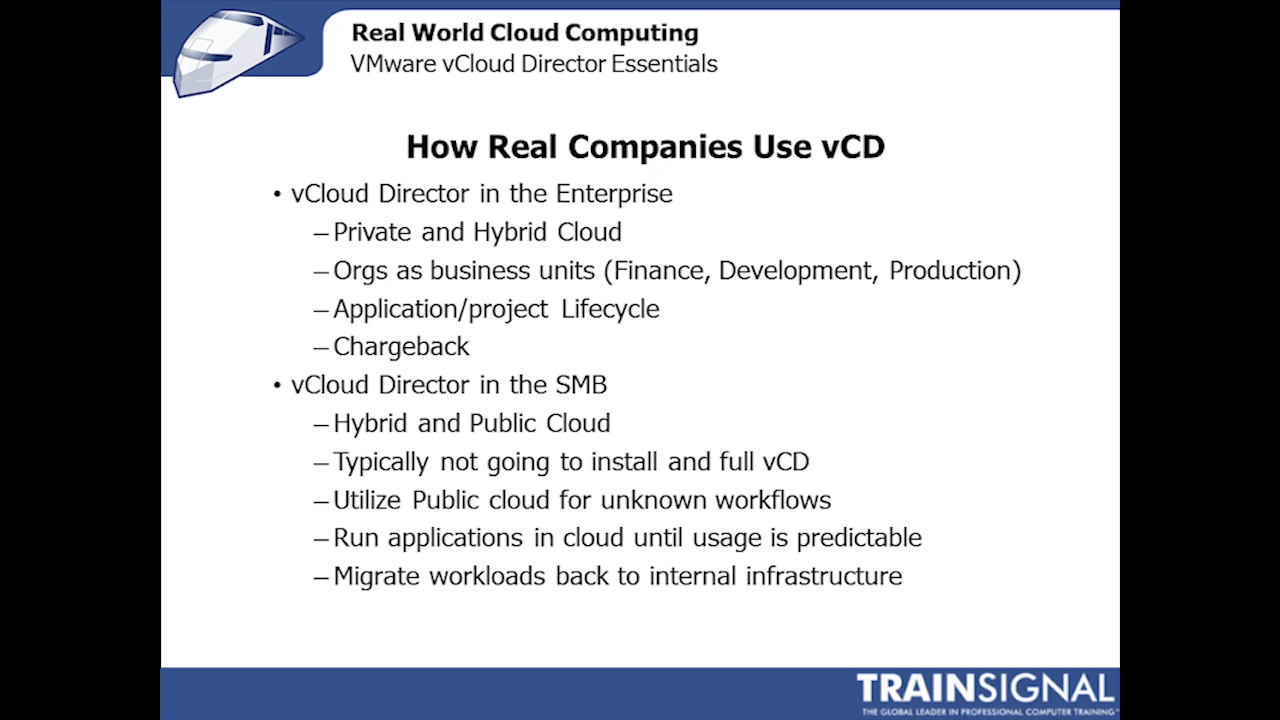 Real World Cloud Computing
VMware vCloud Director Essentials
How Real Companies Use vCD
• vCloud Director in the Enterprise
– Private and Hybrid Cloud
– Orgs as business units (Finance, Development, Production)
– Application/project Lifecycle
– Chargeback
• vCloud Director in the SMB
– Hybrid and Public Cloud
– Typically not going to install and full vCD
– Utilize Public cloud for unknown workflows
– Run applications in cloud until usage is predictable
– Migrate workloads back to internal infrastructure
TRAINSIGNAL
THE GLOBAL LEADER IN PROFESSIONAL COMPUTER TRAINING™